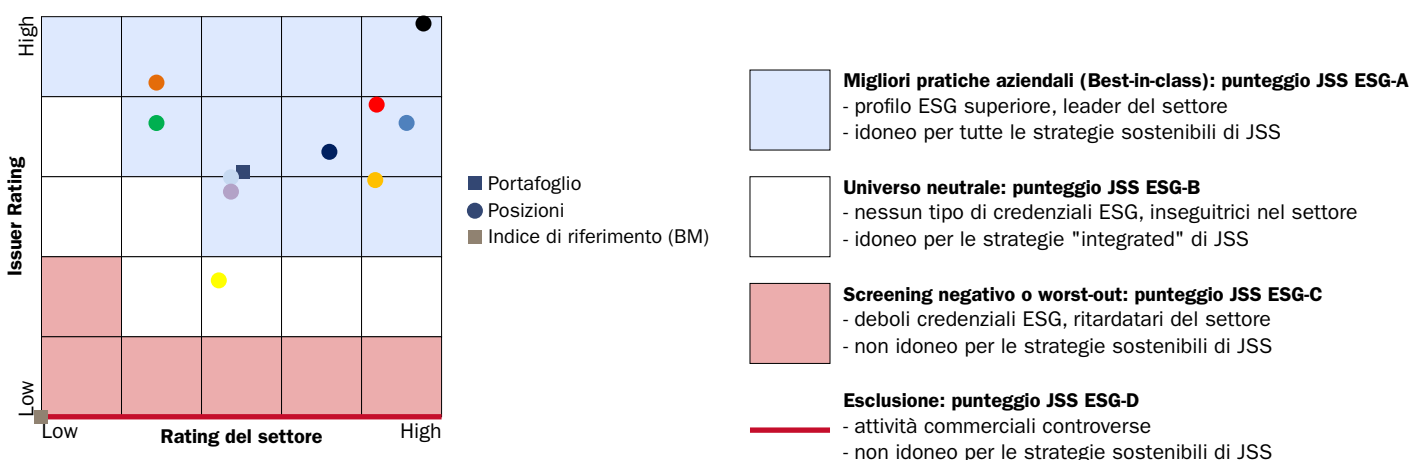 High
Issuer Rating
Low
Low
Rating del settore
High
Portafoglio
Posizioni
Indice di riferimento (BM)
Migliori pratiche aziendali (Best-in-class): punteggio JSS ESG-A
- profilo ESG superiore, leader del settore
- idoneo per tutte le strategie sostenibili di JSS
Universo neutrale: punteggio JSS ESG-B
- nessun tipo di credenziali ESG, inseguitrici nel settore
- idoneo per le strategie "integrated" di JSS
Screening negativo o worst-out: punteggio JSS ESG-C
- deboli credenziali ESG, ritardatari del settore
- non idoneo per le strategie sostenibili di JSS
Esclusione: punteggio JSS ESG-D
- attività commerciali controverse
- non idoneo per le strategie sostenibili di JSS